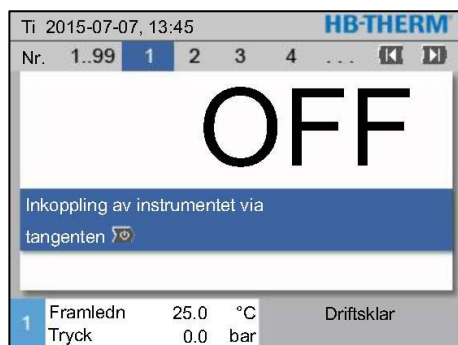 Ti 2015-07-07, 13:45 HB-THERM
Nr. 1..99 1 2 3 4 ...
OFF
Inkoppling av instrumentet via
tangenten
1 Framledn 25.0 °C Driftsklar
Tryck 0.0 bar